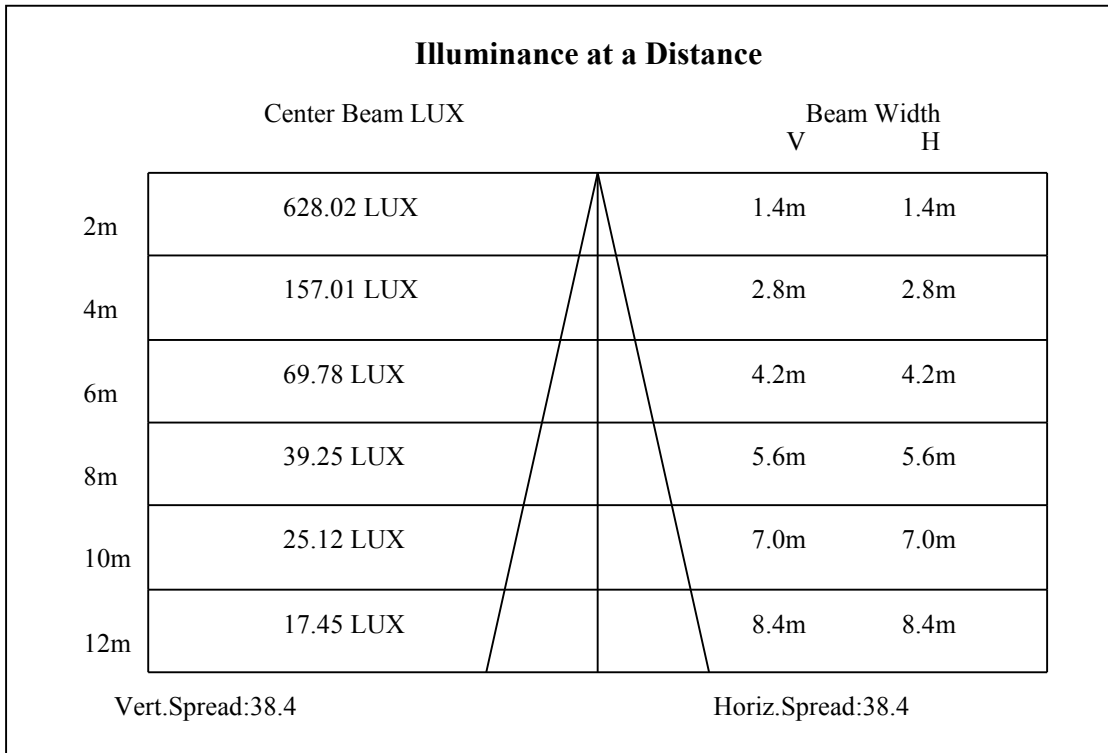 Illuminance at a Distance
Center Beam LUX Beam Width
V H
2m 628.02 LUX 1.4m 1.4m
4m 157.01 LUX 2.8m 2.8m
6m 69.78 LUX 4.2m 4.2m
8m 39.25 LUX 5.6m 5.6m
10m 25.12 LUX 7.0m 7.0m
12m 17.45 LUX 8.4m 8.4m
Vert.Spread:38.4 Horiz.Spread:38.4